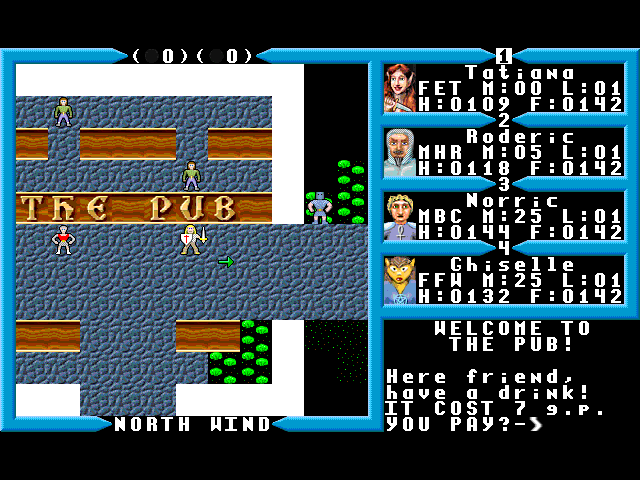 (0)(0)
1
Tatiana
FET M:00 L:01
H:0109 F:0142
2
Roderic
MHR M:05 L:01
H:0118 F:0142
3
Norric
MBC M:25 L:01
H:0144 F:0142
4
Ghiselle
FFW M:25 L:01
H:0132 F:0142
THE PUB
WELCOME TO
THE PUB!
Here friend,
have a drink!
IT COST 7 g.p.
YOU PAY?-
NORTH WIND